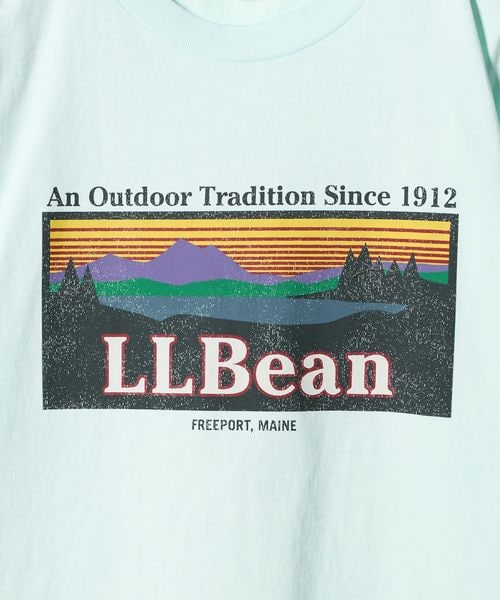 An Outdoor Tradition Since 1912
LLBean
FREEPORT, MAINE